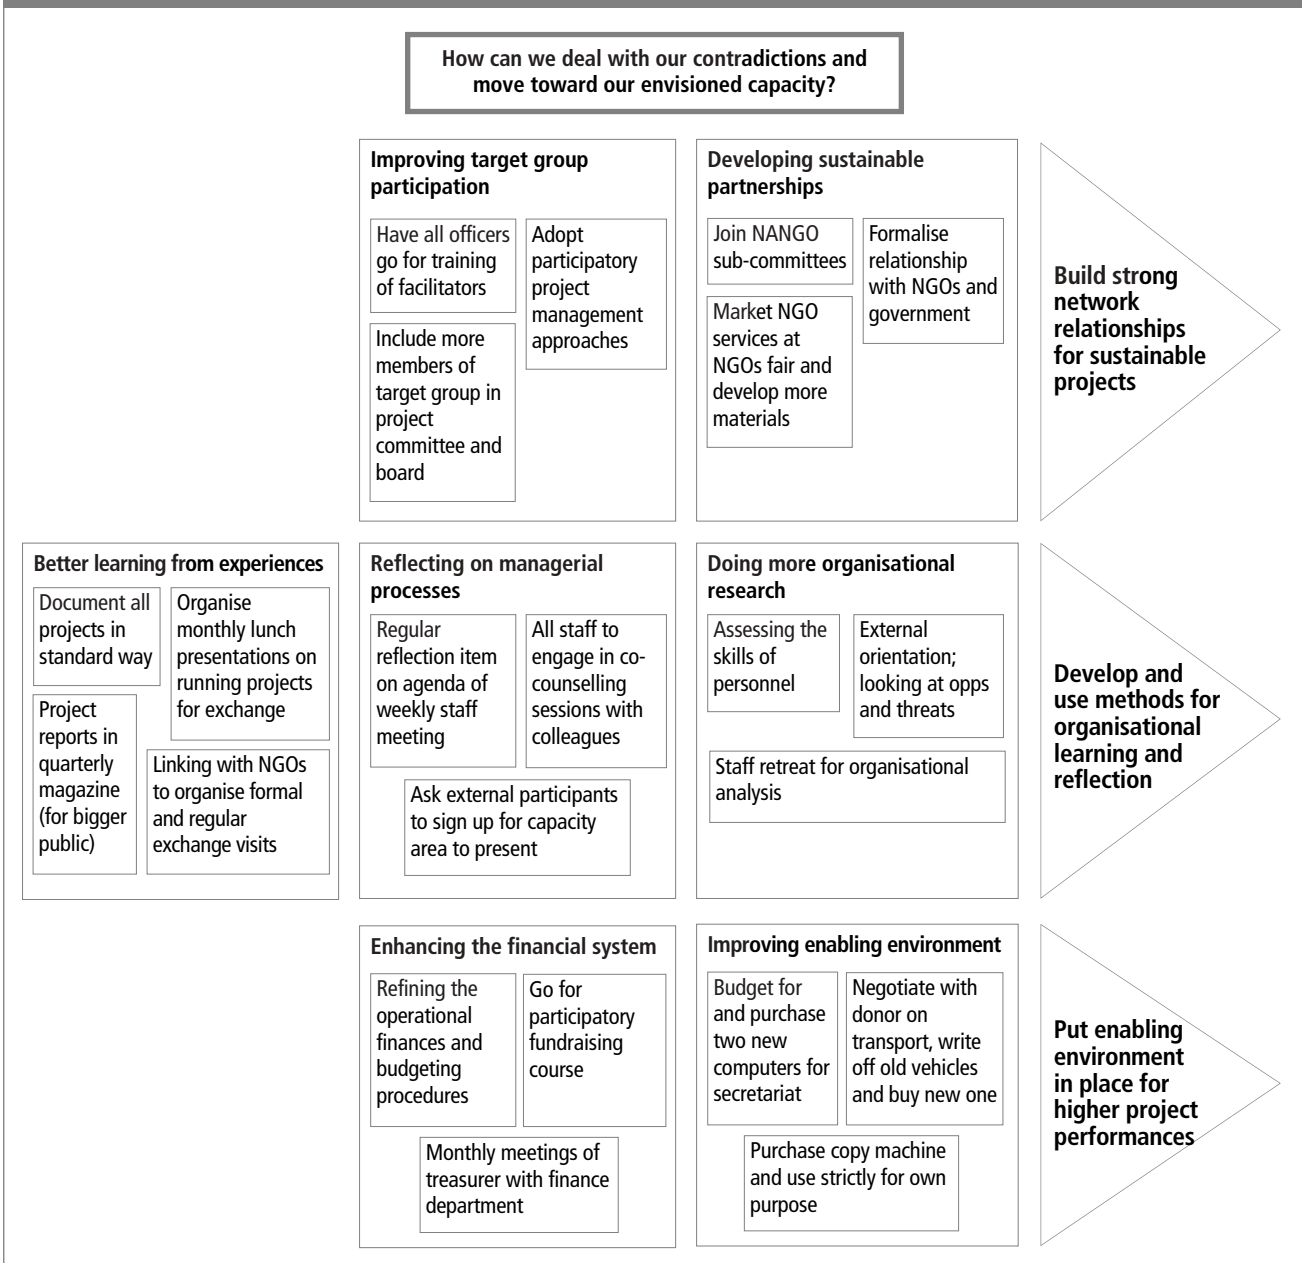 How can we deal with our contradictions and
move toward our envisioned capacity?
Improving target group
participation
Have all officers
go for training
of facilitators
Adopt
participatory
project
management
approaches
Include more
members of
target group in
project
committee and
board
Developing sustainable
partnerships
Join NANGO
sub-committees
Formalise
relationship
with NGOs and
government
Market NGO
services at
NGOs fair and
develop more
materials
Build strong
network
relationships
for sustainable
projects
Better learning from experiences
Document all
projects in
standard way
Organise
monthly lunch
presentations on
running projects
for exchange
Project
reports in
quarterly
magazine
(for bigger
public)
Linking with NGOs
to organise formal
and regular
exchange visits
Reflecting on managerial
processes
Regular
reflection item
on agenda of
weekly staff
meeting
All staff to
engage in co-
counselling
sessions with
colleagues
Ask external participants
to sign up for capacity
area to present
Doing more organisational
research
Assessing the
skills of
personnel
External
orientation;
looking at opps
and threats
Staff retreat for organisational
analysis
Develop and
use methods for
organisational
learning and
reflection
Enhancing the financial system
Refining the
operational
finances and
budgeting
procedures
Go for
participatory
fundraising
course
Monthly meetings of
treasurer with finance
department
Improving enabling environment
Budget for
and purchase
two new
computers for
secretariat
Negotiate with
donor on
transport, write
off old vehicles
and buy new one
Purchase copy machine
and use strictly for own
purpose
Put enabling
environment
in place for
higher project
performances